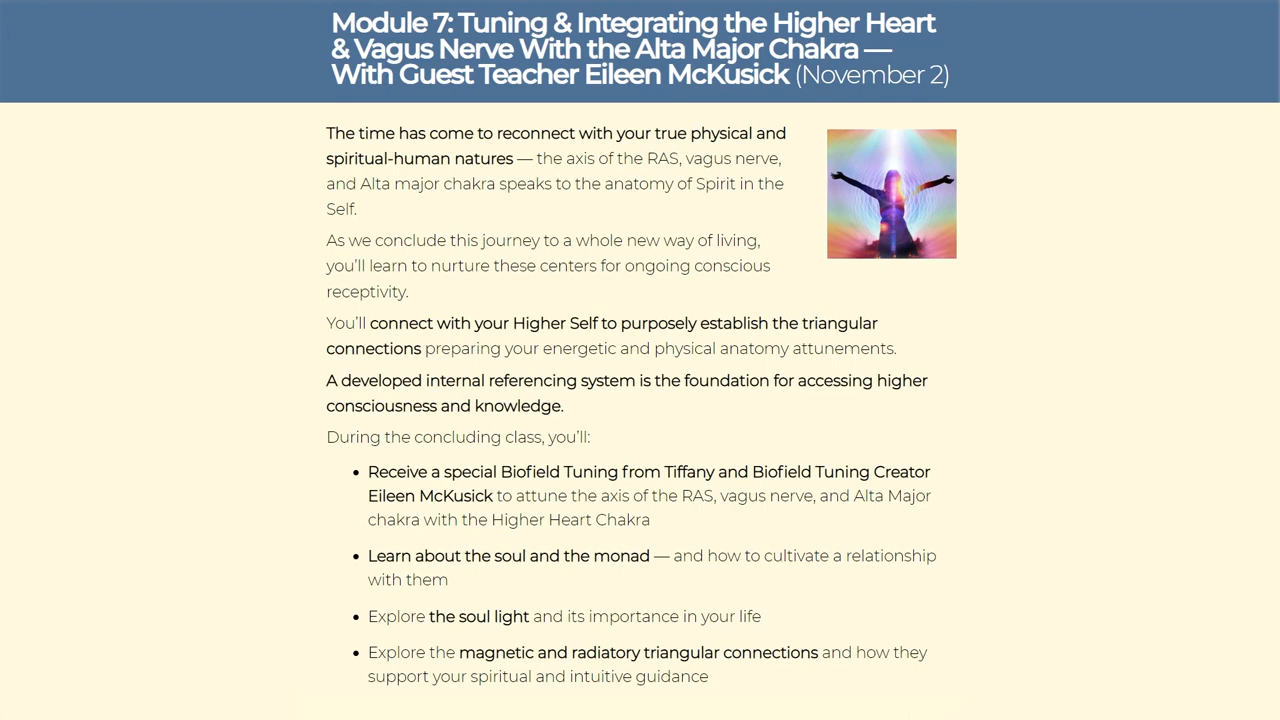 Module 7: Tuning & Integrating the Higher Heart
& Vagus Nerve With the Alta Major Chakra —
With Guest Teacher Eileen McKusick (November 2)
The time has come to reconnect with your true physical and
spiritual-human natures — the axis of the RAS, vagus nerve,
and Alta major chakra speaks to the anatomy of Spirit in the
Self.
As we conclude this journey to a whole new way of living,
you'll learn to nurture these centers for ongoing conscious
receptivity.
You'll connect with your Higher Self to purposely establish the triangular
connections preparing your energetic and physical anatomy attunements.
A developed internal referencing system is the foundation for accessing higher
consciousness and knowledge.
During the concluding class, you'll:
• Receive a special Biofield Tuning from Tiffany and Biofield Tuning Creator
Eileen McKusick to attune the axis of the RAS, vagus nerve, and Alta Major
chakra with the Higher Heart Chakra
• Learn about the soul and the monad — and how to cultivate a relationship
with them
• Explore the soul light and its importance in your life
• Explore the magnetic and radiatory triangular connections and how they
support your spiritual and intuitive guidance